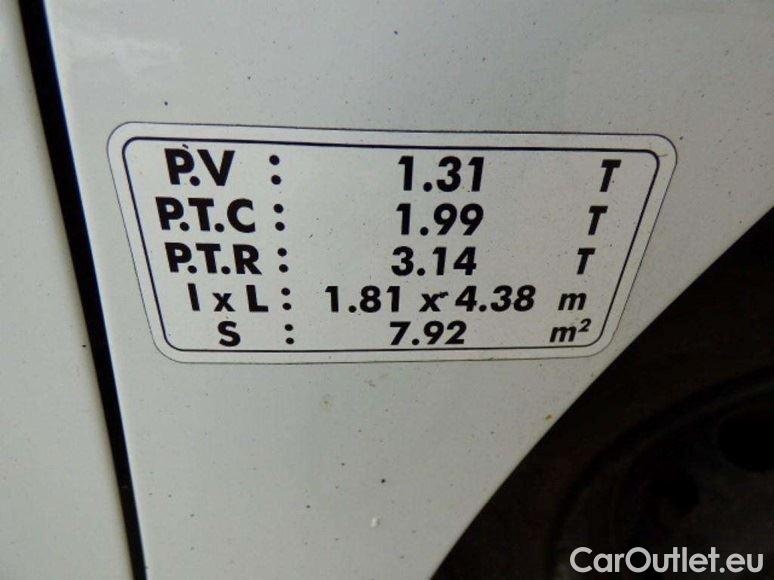 P.V : 1.31 T
P.T.C : 1.99 T
P.T.R : 3.14 T
l x L : 1.81 x 4.38 m
S : 7.92 m²
CarOutlet.eu